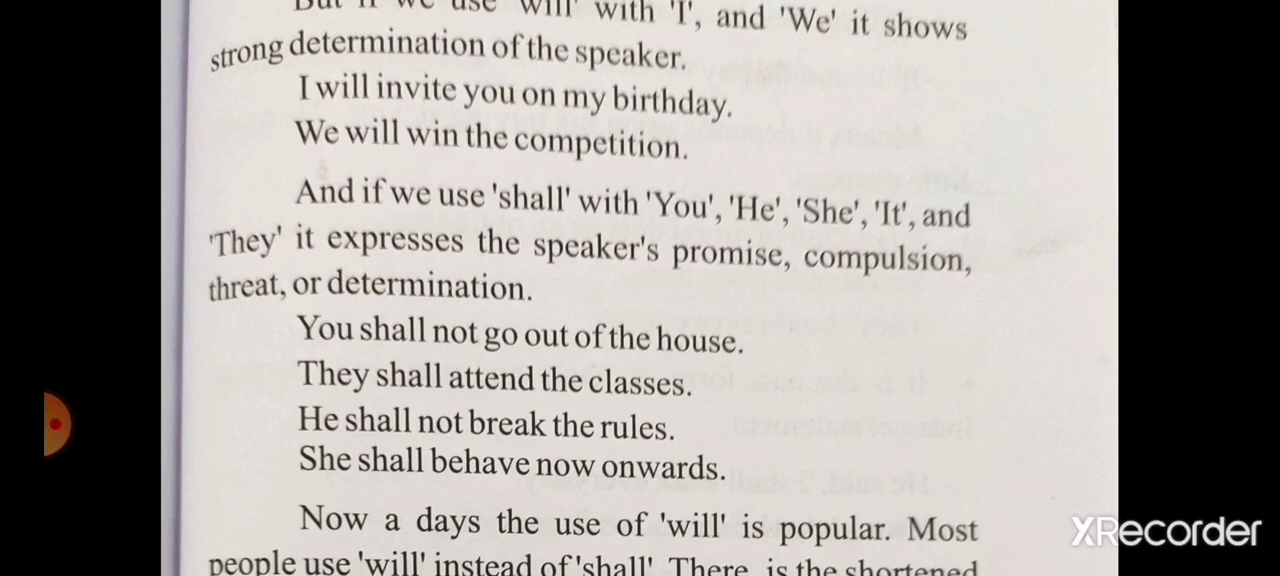 But if we use 'will' with 'I', and 'We' it shows
strong determination of the speaker.
I will invite you on my birthday.
We will win the competition.
And if we use 'shall' with 'You', 'He', 'She', 'It', and
'They' it expresses the speaker's promise, compulsion,
threat, or determination.
You shall not go out of the house.
They shall attend the classes.
He shall not break the rules.
She shall behave now onwards.
Now a days the use of 'will' is popular. Most
people use 'will' instead of 'shall'. There is the shortened
XRecorder